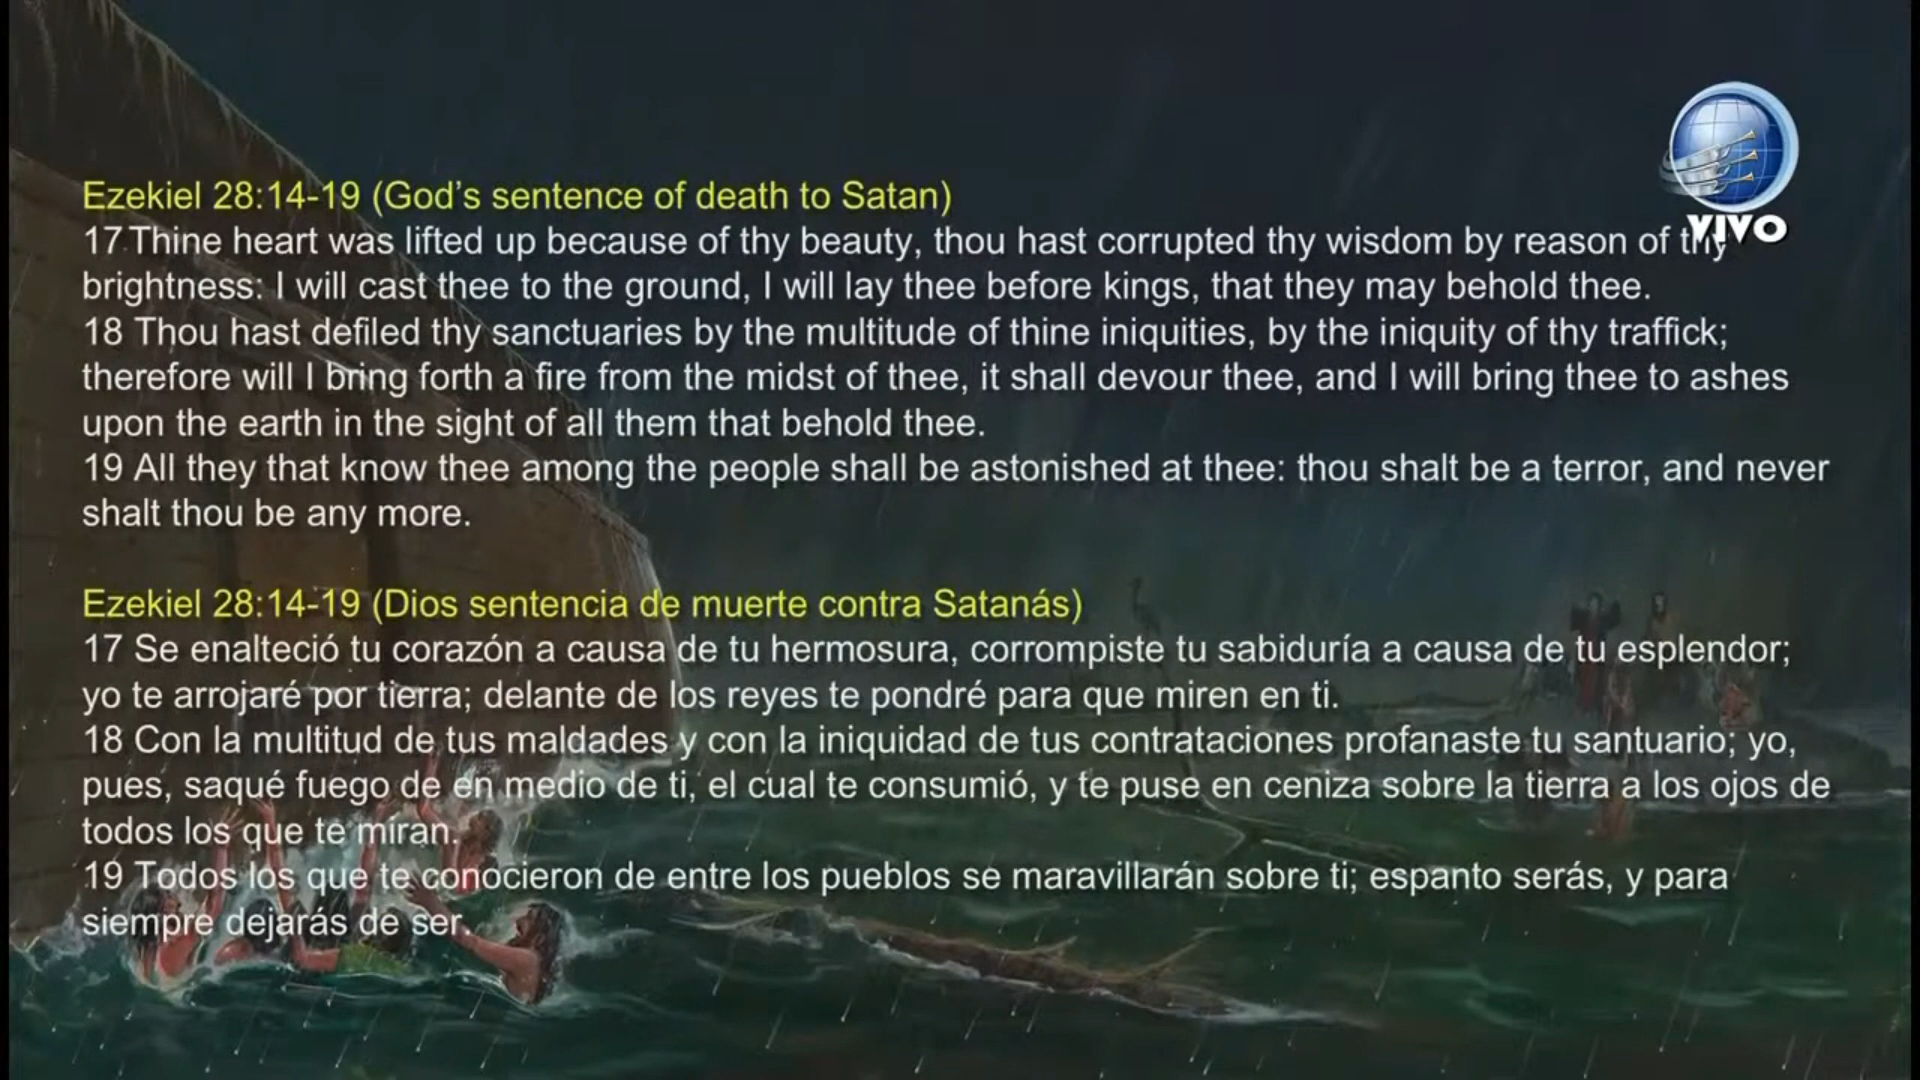 Ezekiel 28:14-19 (God's sentence of death to Satan)
17 Thine heart was lifted up because of thy beauty, thou hast corrupted thy wisdom by reason of thy
brightness: I will cast thee to the ground, I will lay thee before kings, that they may behold thee.
18 Thou hast defiled thy sanctuaries by the multitude of thine iniquities, by the iniquity of thy traffick;
therefore will I bring forth a fire from the midst of thee, it shall devour thee, and I will bring thee to ashes
upon the earth in the sight of all them that behold thee.
19 All they that know thee among the people shall be astonished at thee: thou shalt be a terror, and never
shalt thou be any more.
Ezekiel 28:14-19 (Dios sentencia de muerte contra Satanás)
17 Se enalteció tu corazón a causa de tu hermosura, corrompiste tu sabiduría a causa de tu esplendor;
yo te arrojaré por tierra; delante de los reyes te pondré para que miren en ti.
18 Con la multitud de tus maldades y con la iniquidad de tus contrataciones profanaste tu santuario; yo,
pues, saqué fuego de en medio de ti, el cual te consumió, y te puse en ceniza sobre la tierra a los ojos de
todos los que te miran.
19 Todos los que te conocieron de entre los pueblos se maravillarán sobre ti; espanto serás, y para
siempre dejarás de ser.
VIVO